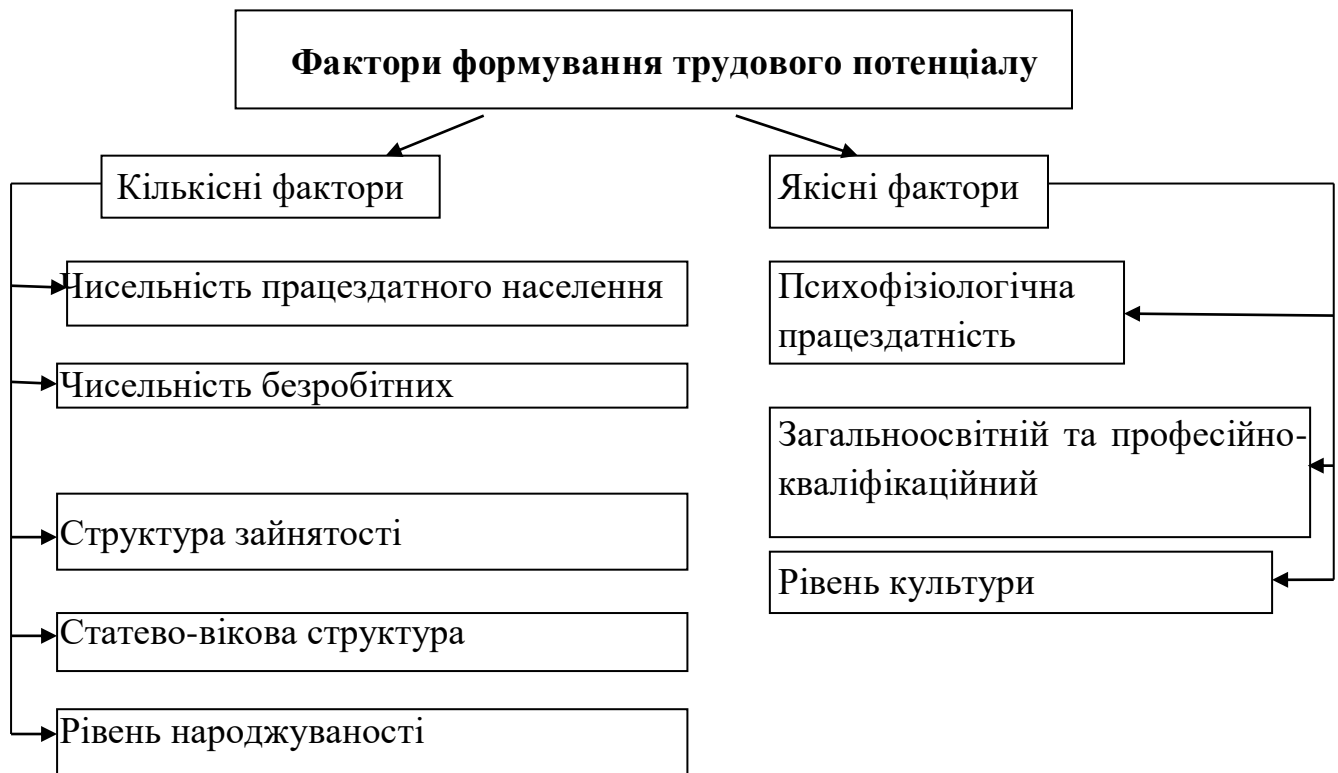 Фактори формування трудового потенціалу
Кількісні фактори
Чисельність працездатного населення
Чисельність безробітних
Структура зайнятості
Статево-вікова структура
Рівень народжуваності
Якісні фактори
Психофізіологічна
працездатність
Загальноосвітній та професійно-
кваліфікаційний
Рівень культури